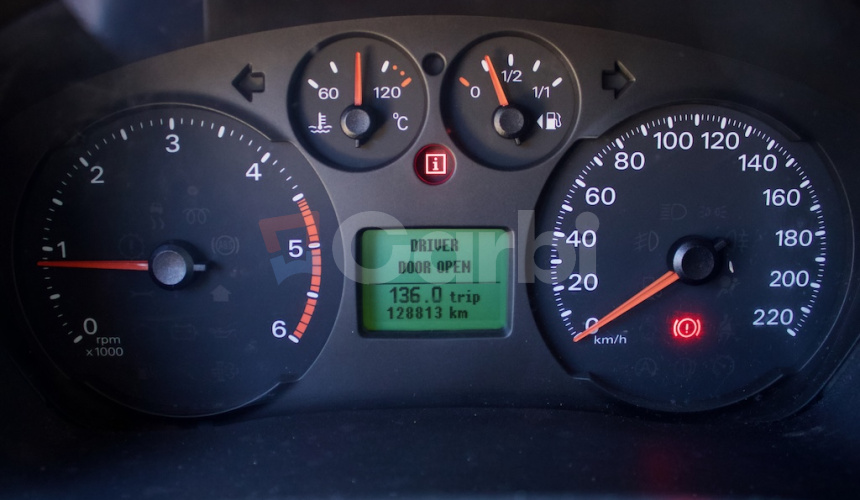 60 120
°C
0 1/2 1/1
i
0 1 2 3 4 5 6
rpm
x1000
DRIVER
DOOR OPEN
136.0 trip
128813 km
0 20 40 60 80 100 120 140 160 180 200 220
km/h
Carbi